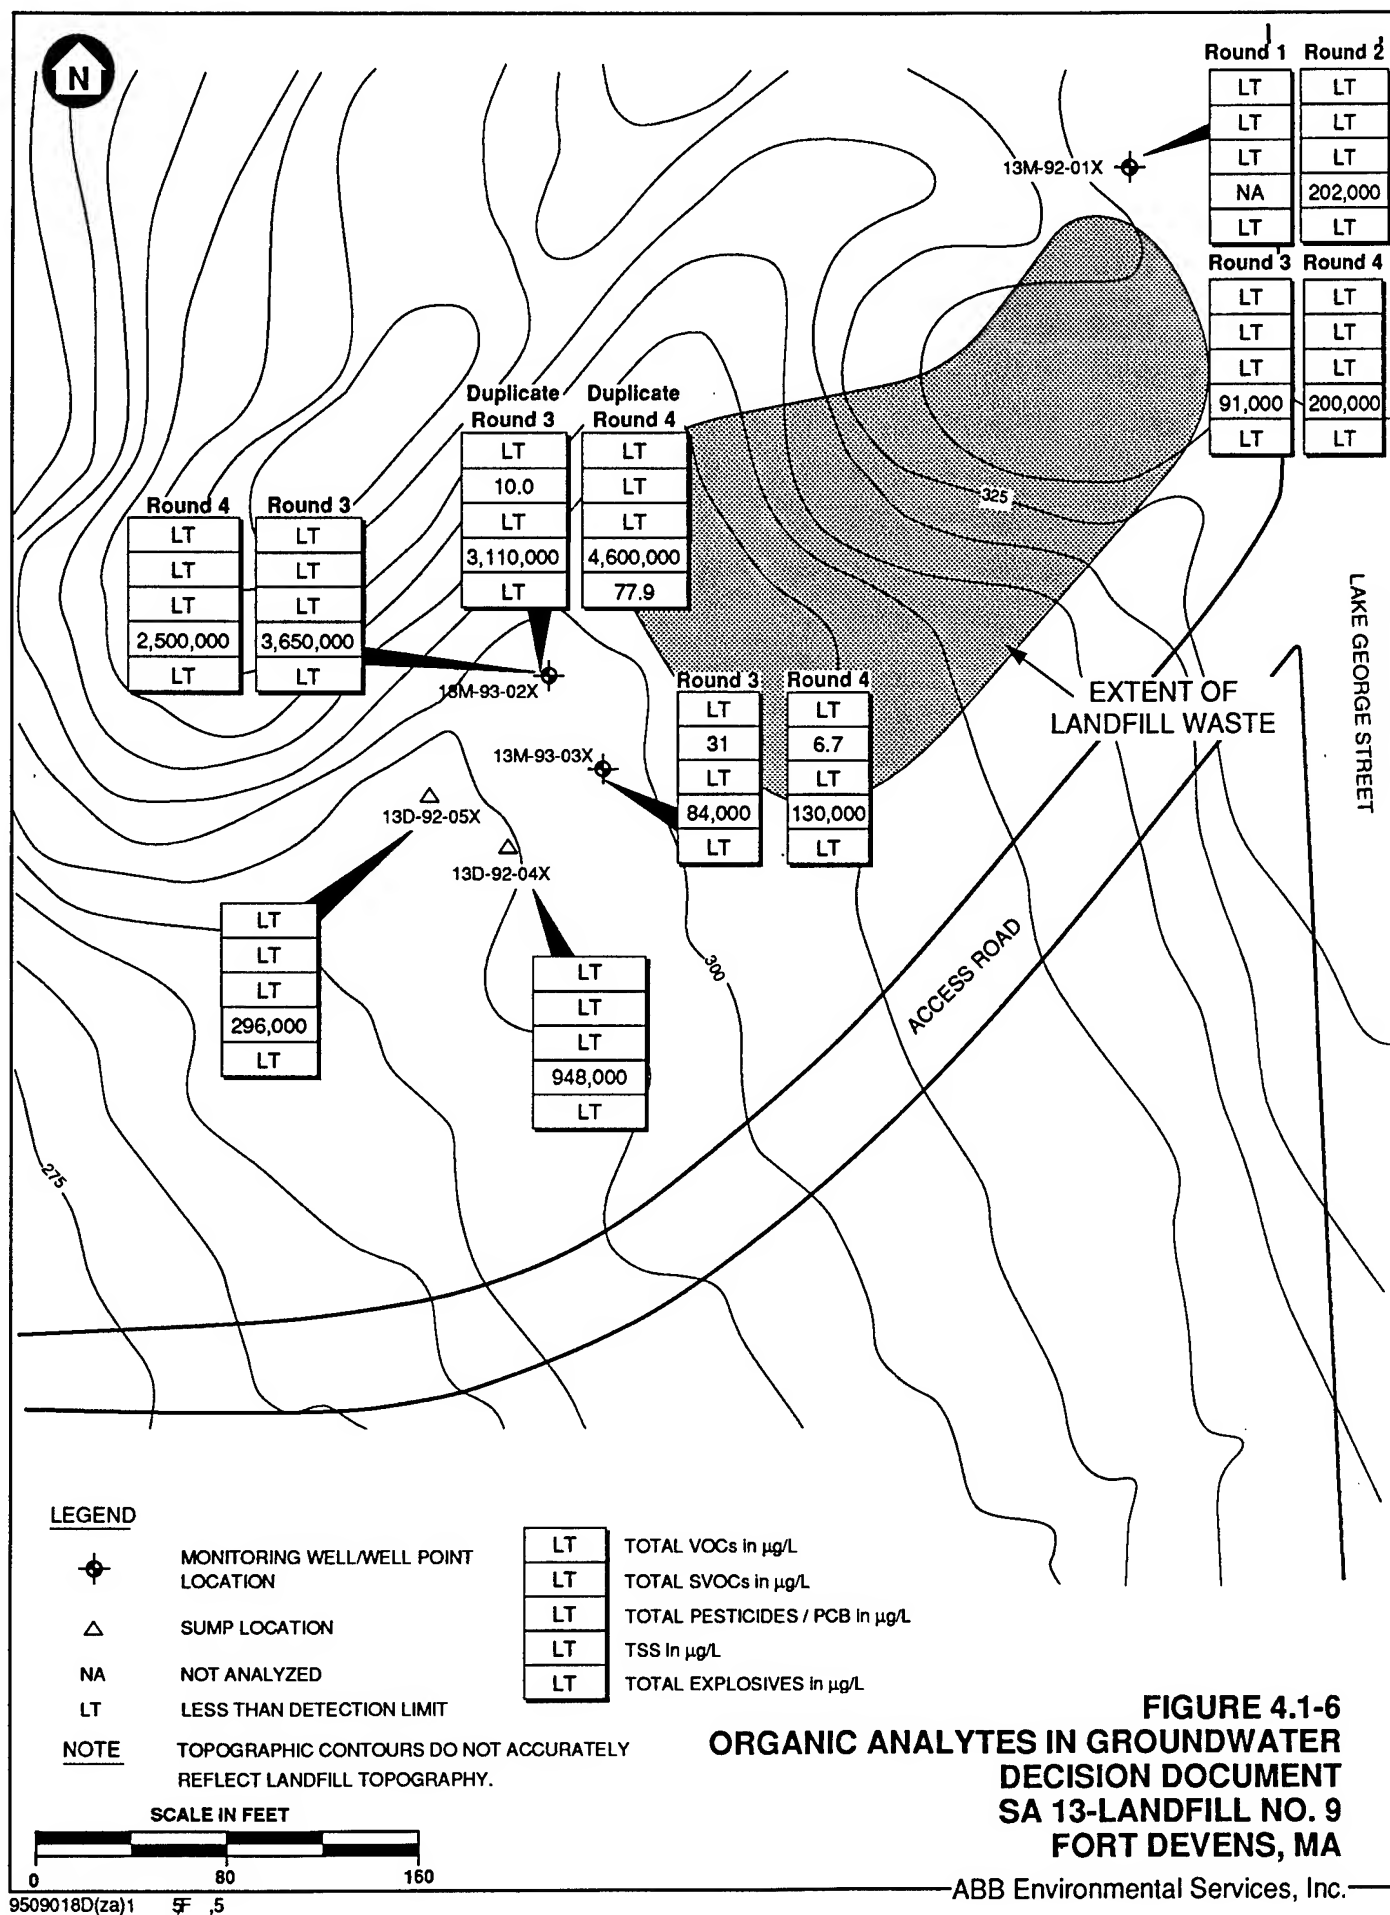 N
Round 1 Round 2
LT LT
LT LT
LT LT
NA 202,000
LT LT
13M-92-01X
Round 3 Round 4
LT LT
LT LT
LT LT
91,000 200,000
LT LT
Duplicate Duplicate
Round 3 Round 4
LT LT
10.0 LT
LT LT
3,110,000 4,600,000
LT 77.9
Round 4 Round 3
LT LT
LT LT
LT LT
2,500,000 3,650,000
LT LT
325
LAKE GEORGE STREET
18M-93-02X
EXTENT OF
LANDFILL WASTE
Round 3 Round 4
LT LT
31 6.7
LT LT
84,000 130,000
LT LT
13M-93-03X
13D-92-05X
13D-92-04X
LT
LT
LT
296,000
LT
LT
LT
LT
948,000
LT
300
ACCESS ROAD
275
LEGEND
MONITORING WELL/WELL POINT
LOCATION
SUMP LOCATION
NA NOT ANALYZED
LT LESS THAN DETECTION LIMIT
NOTE TOPOGRAPHIC CONTOURS DO NOT ACCURATELY
REFLECT LANDFILL TOPOGRAPHY.
LT TOTAL VOCs in µg/L
LT TOTAL SVOCs in µg/L
LT TOTAL PESTICIDES / PCB in µg/L
LT TSS in µg/L
LT TOTAL EXPLOSIVES in µg/L
SCALE IN FEET
0 80 160
FIGURE 4.1-6
ORGANIC ANALYTES IN GROUNDWATER
DECISION DOCUMENT
SA 13-LANDFILL NO. 9
FORT DEVENS, MA
ABB Environmental Services, Inc.
9509018D(za)1